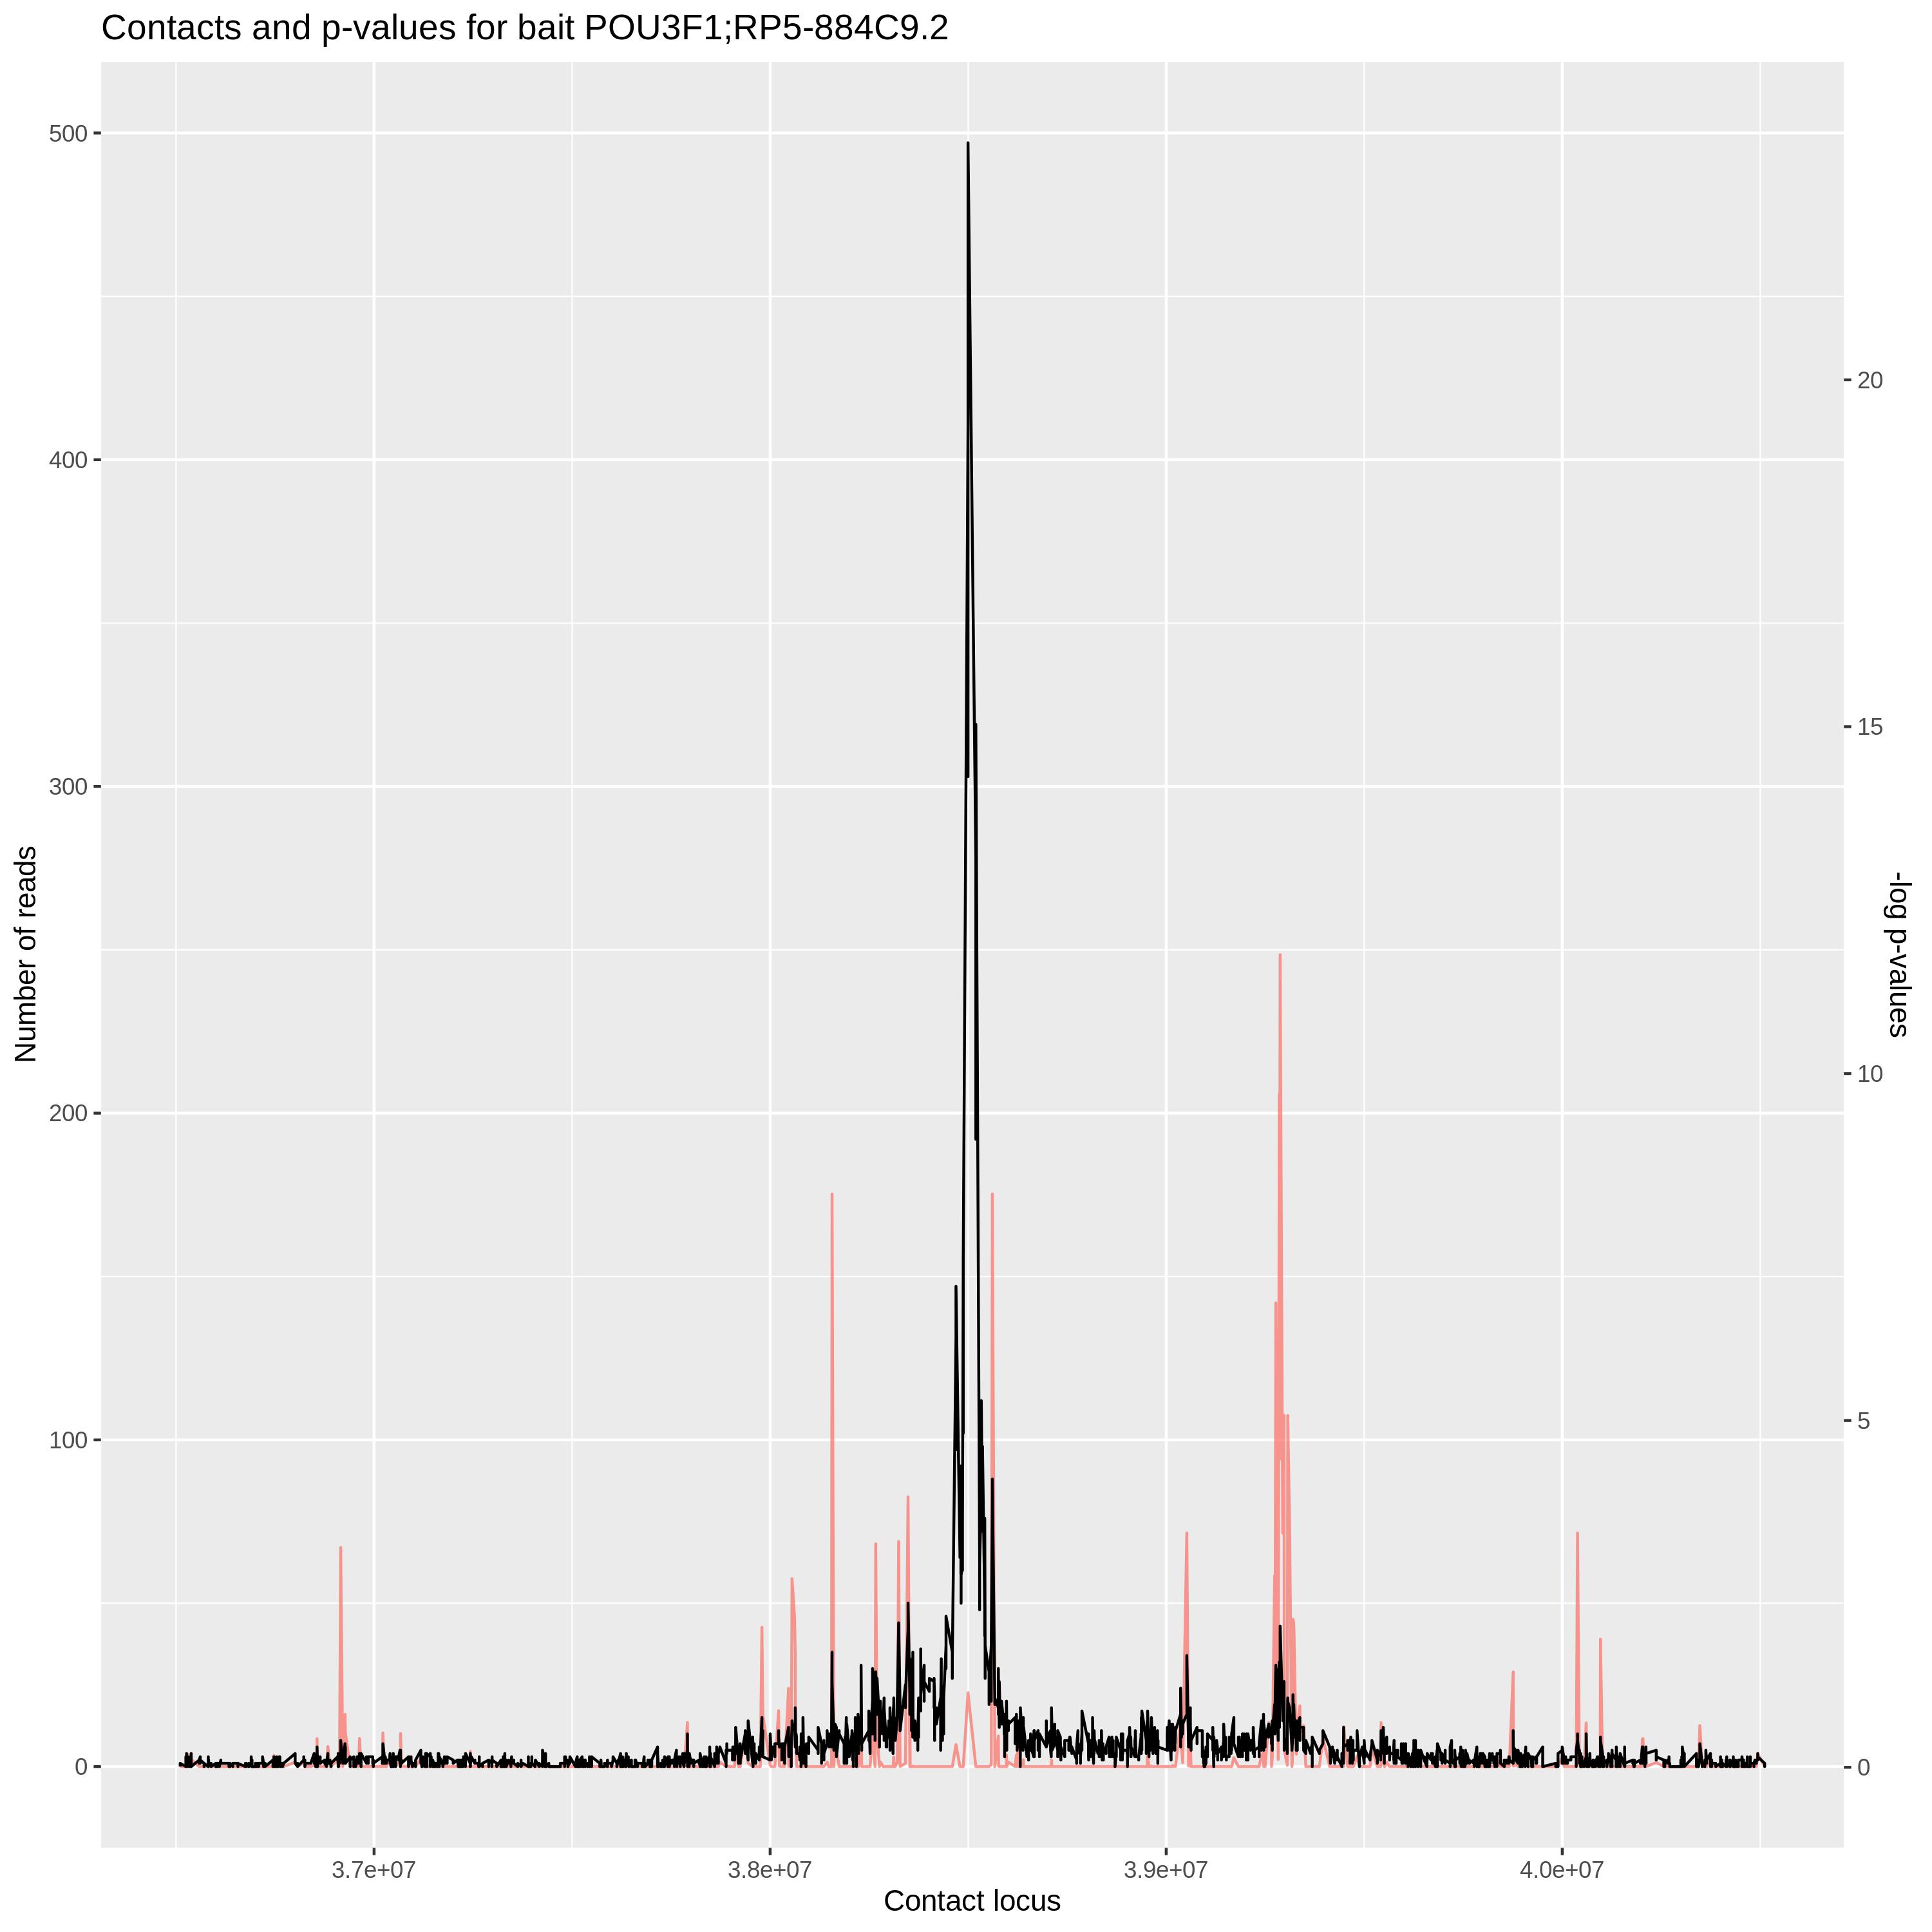 Contacts and p-values for bait POU3F1;RP5-884C9.2
500
400
300
200
100
0
Number of reads
20
15
10
5
0
-log p-values
3.7e+07
3.8e+07
3.9e+07
4.0e+07
Contact locus